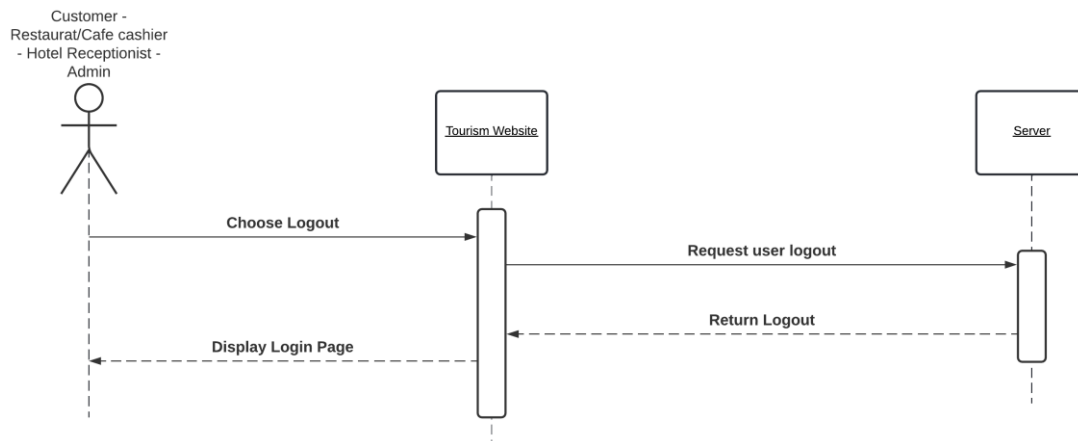 Customer -
Restaurat/Cafe cashier
- Hotel Receptionist -
Admin
Tourism Website
Server
Choose Logout
Request user logout
Return Logout
Display Login Page